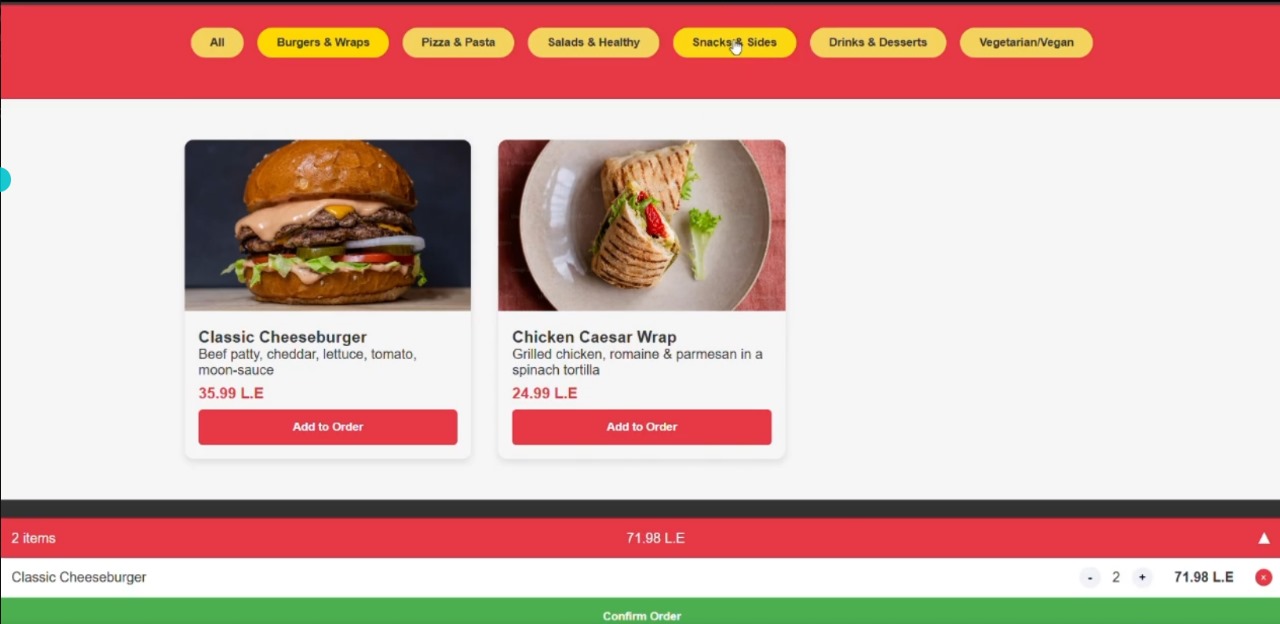 All
Burgers & Wraps
Pizza & Pasta
Salads & Healthy
Snacks & Sides
Drinks & Desserts
Vegetarian/Vegan
Classic Cheeseburger
Beef patty, cheddar, lettuce, tomato,
moon-sauce
35.99 L.E
Add to Order
Chicken Caesar Wrap
Grilled chicken, romaine & parmesan in a
spinach tortilla
24.99 L.E
Add to Order
2 items
71.98 L.E
▲
Classic Cheeseburger
- 2 +
71.98 L.E
×
Confirm Order